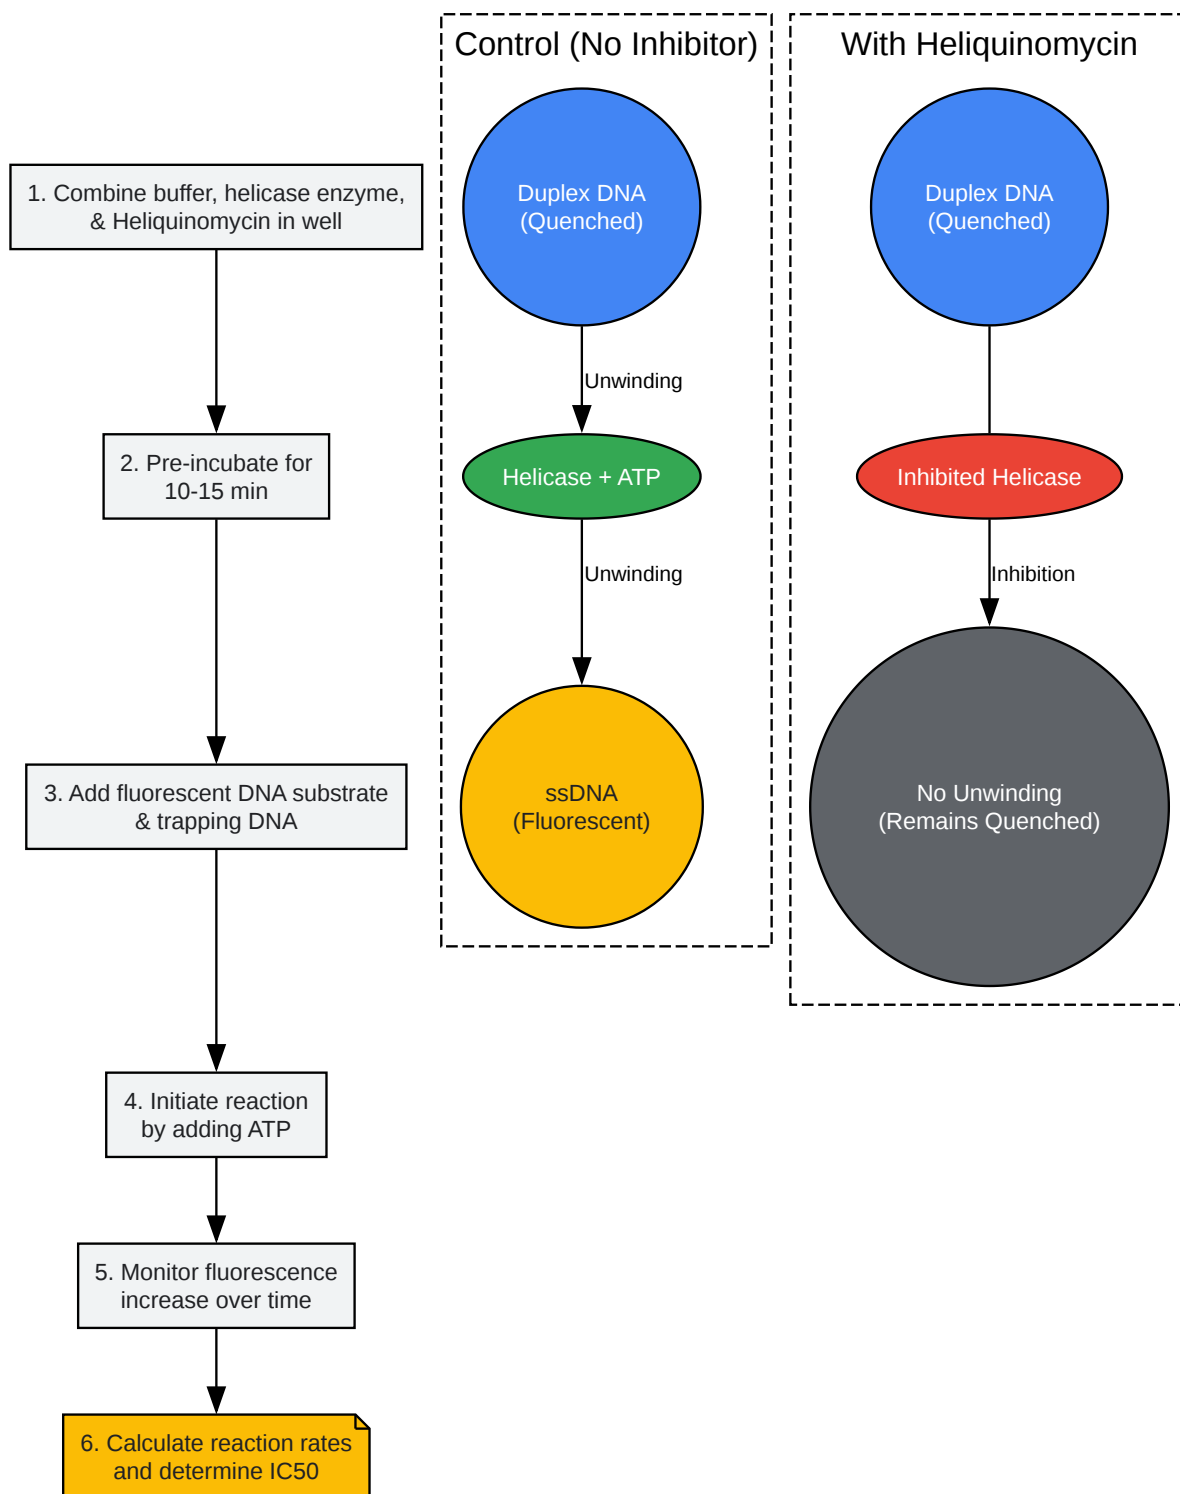 1. Combine buffer, helicase enzyme,
& Heliquinomycin in well
2. Pre-incubate for
10-15 min
3. Add fluorescent DNA substrate
& trapping DNA
4. Initiate reaction
by adding ATP
5. Monitor fluorescence
increase over time
6. Calculate reaction rates
and determine IC50
Control (No Inhibitor)
Duplex DNA
(Quenched)
Unwinding
Helicase + ATP
Unwinding
ssDNA
(Fluorescent)
With Heliquinomycin
Duplex DNA
(Quenched)
Inhibited Helicase
Inhibition
No Unwinding
(Remains Quenched)